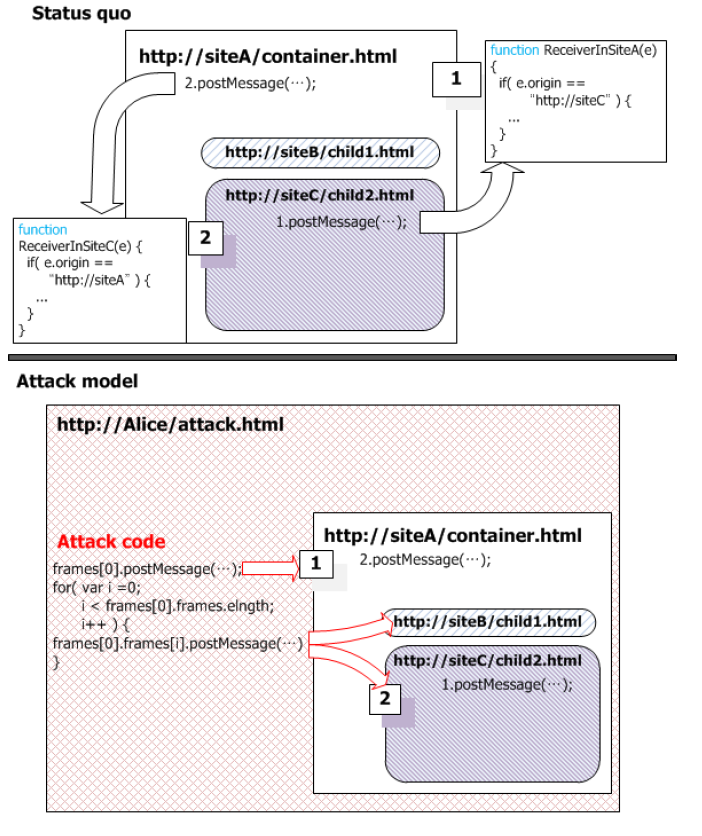 Status quo
http://siteA/container.html
2.postMessage(…);
1
function ReceiverInSiteA(e)
{
if( e.origin ==
“http://siteC” ) {
...
}
}
http://siteB/child1.html
http://siteC/child2.html
1.postMessage(…);
2
function
ReceiverInSiteC(e) {
if( e.origin ==
“http://siteA” ) {
...
}
}
Attack model
http://Alice/attack.html
Attack code
frames[0].postMessage(…);
for( var i =0;
i < frames[0].frames.elngth;
i++ ) {
frames[0].frames[i].postMessage(…)
}
http://siteA/container.html
1
2.postMessage(…);
http://siteB/child1.html
http://siteC/child2.html
1.postMessage(…);
2